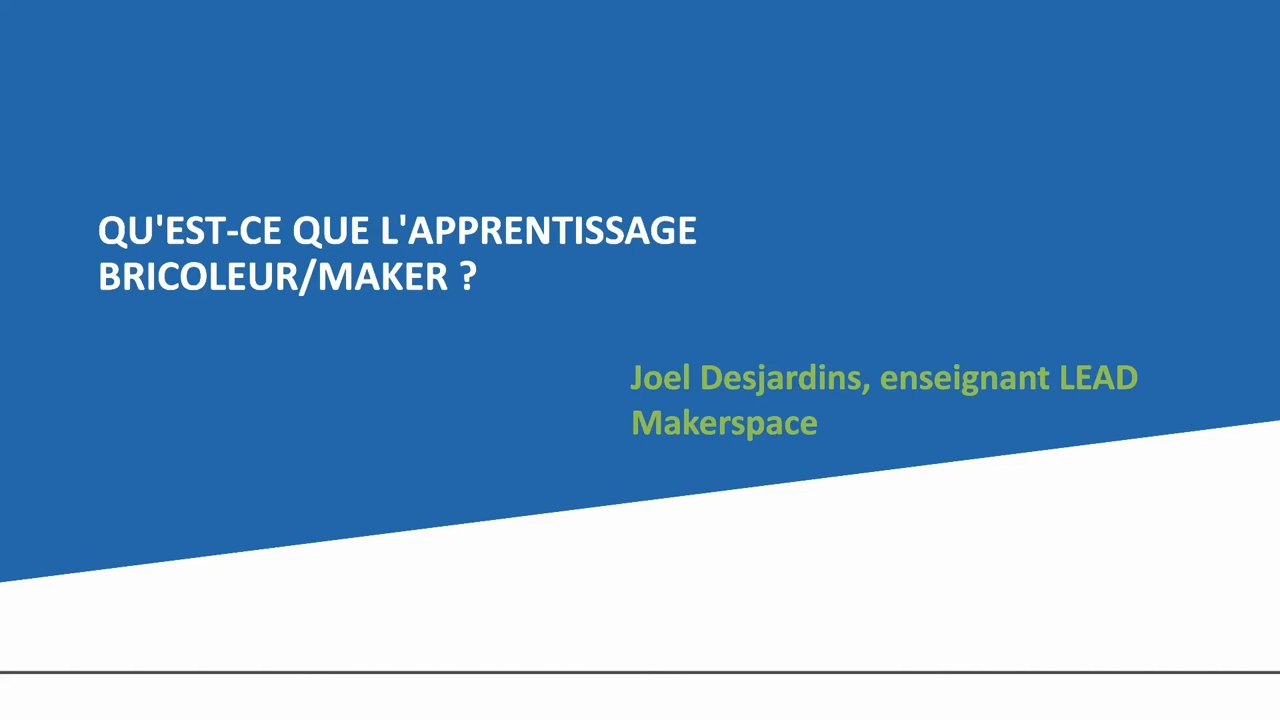 QU'EST-CE QUE L'APPRENTISSAGE
BRICOLEUR/MAKER ?
Joel Desjardins, enseignant LEAD
Makerspace